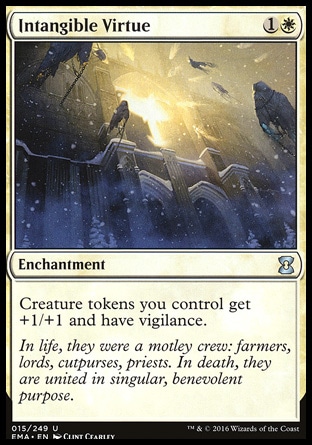 Intangible Virtue 1
Enchantment
Creature tokens you control get
+1/+1 and have vigilance.
In life, they were a motley crew: farmers,
lords, cutpurses, priests. In death, they
are united in singular, benevolent
purpose.
015/249 U
EMA • EN CLINT CEARLEY
™ & © 2016 Wizards of the Coast